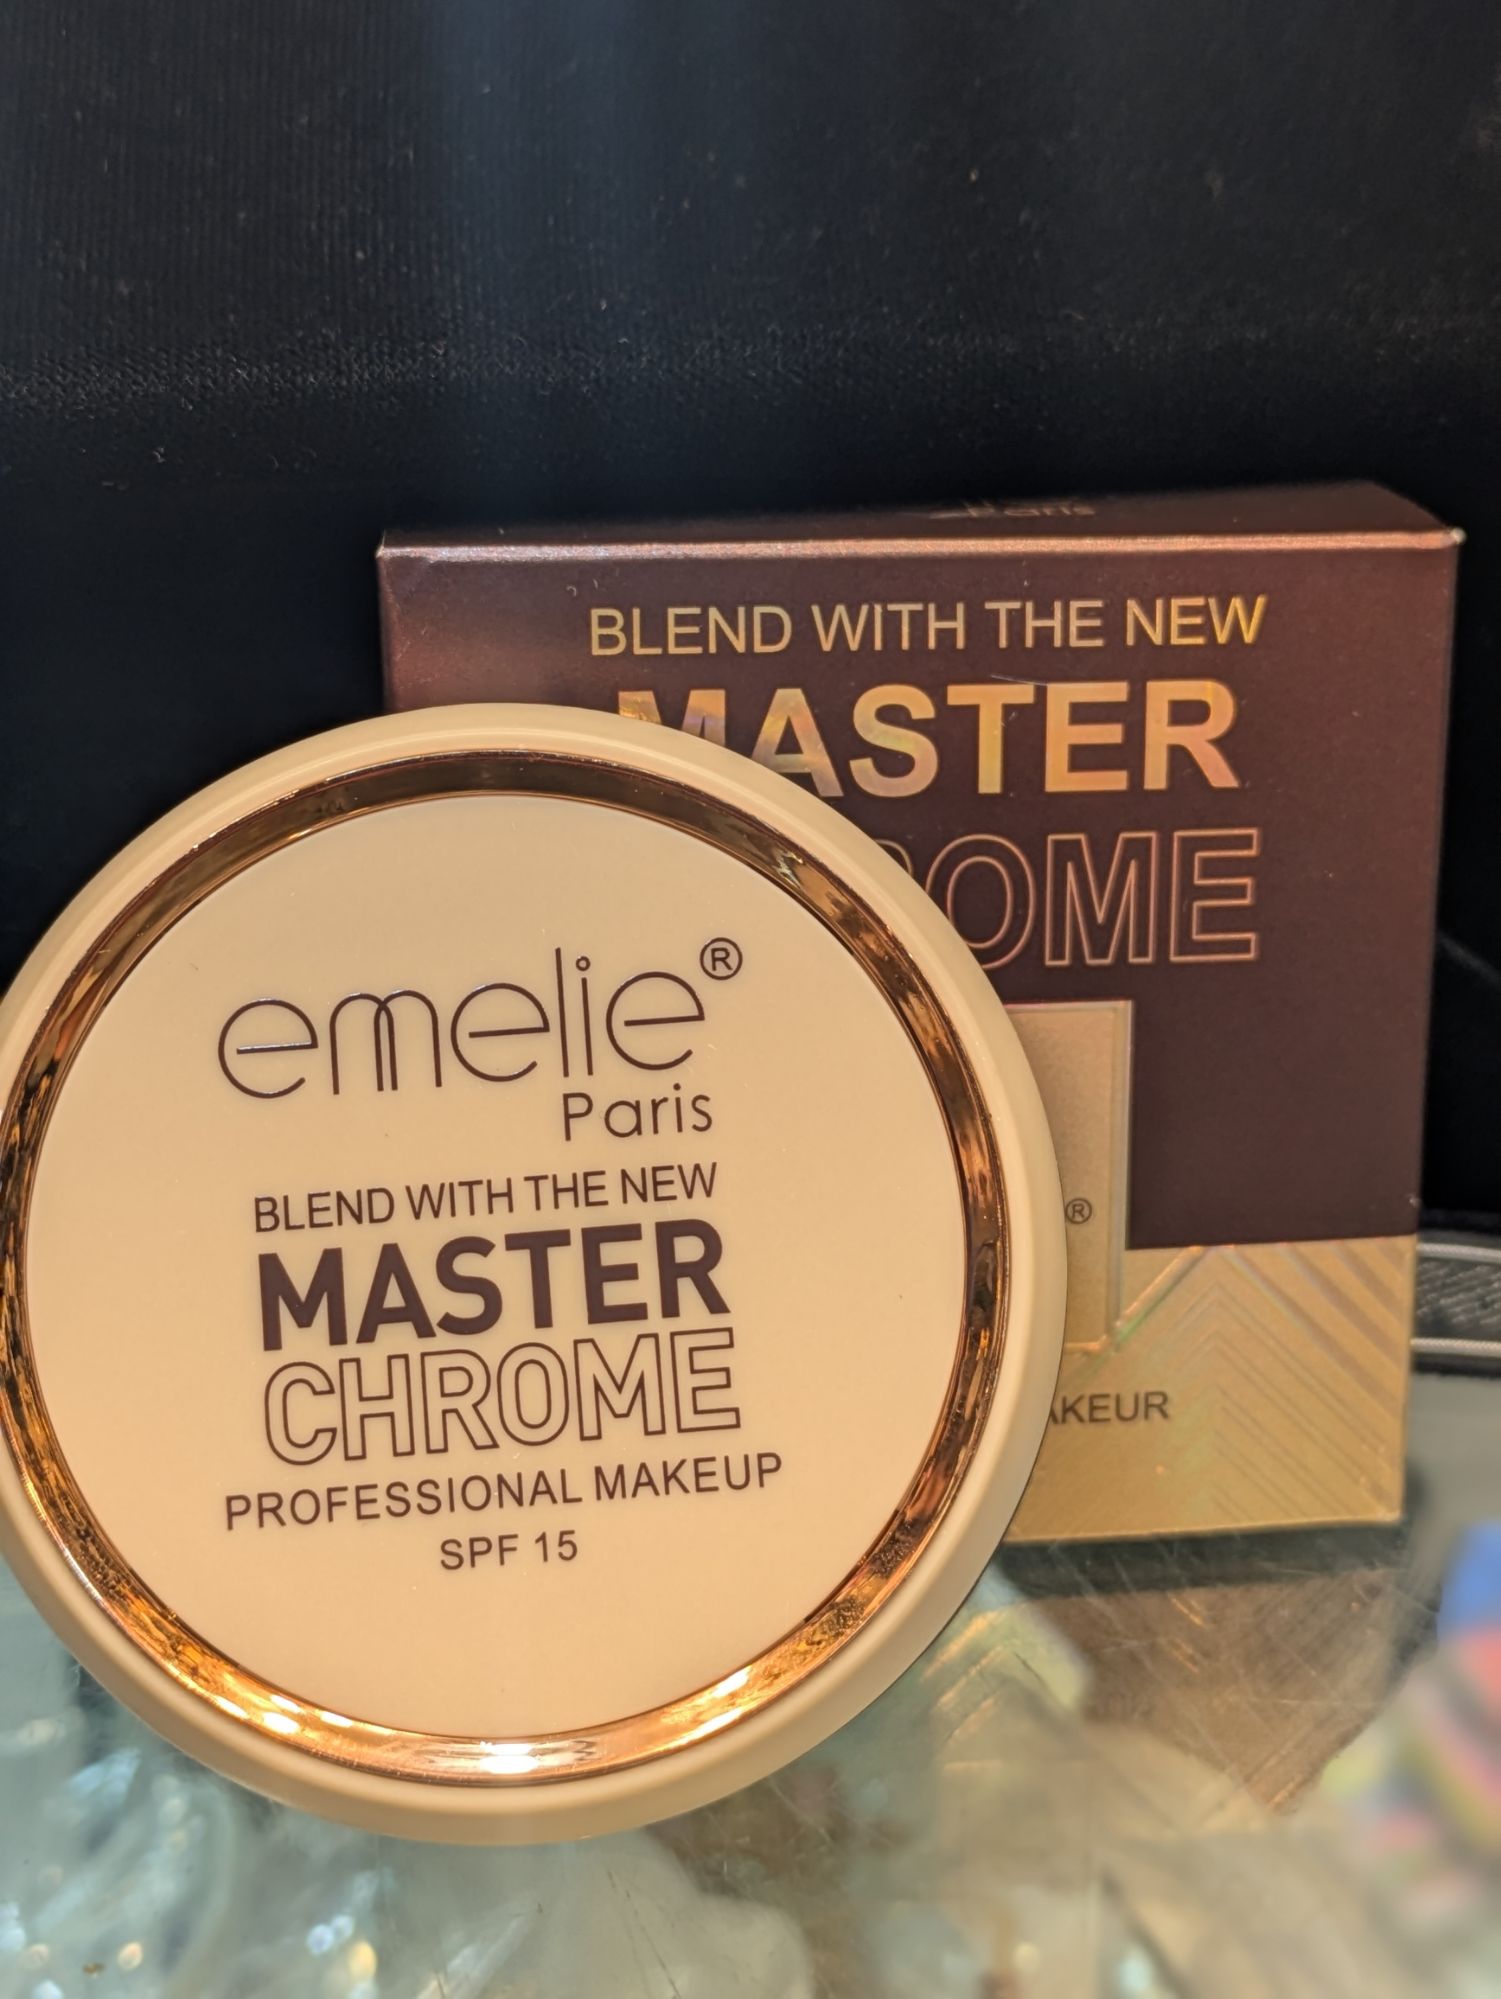 Paris
BLEND WITH THE NEW
MASTER
OME
®
AKEUR
emelie®
Paris
BLEND WITH THE NEW
MASTER
CHROME
PROFESSIONAL MAKEUP
SPF 15